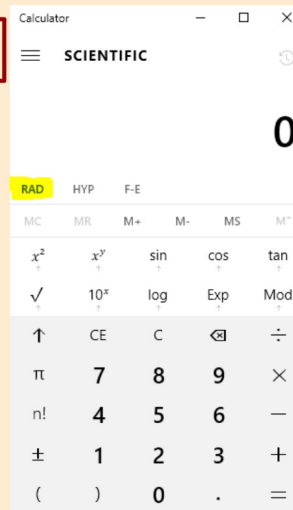 Calculator
SCIENTIFIC
0
RAD HYP F-E
MC MR M+ M- MS M˅
x² xʸ sin cos tan
√ 10ˣ log Exp Mod
↑ CE C ⌫ ÷
π 7 8 9 ×
n! 4 5 6 −
± 1 2 3 +
( ) 0 . =